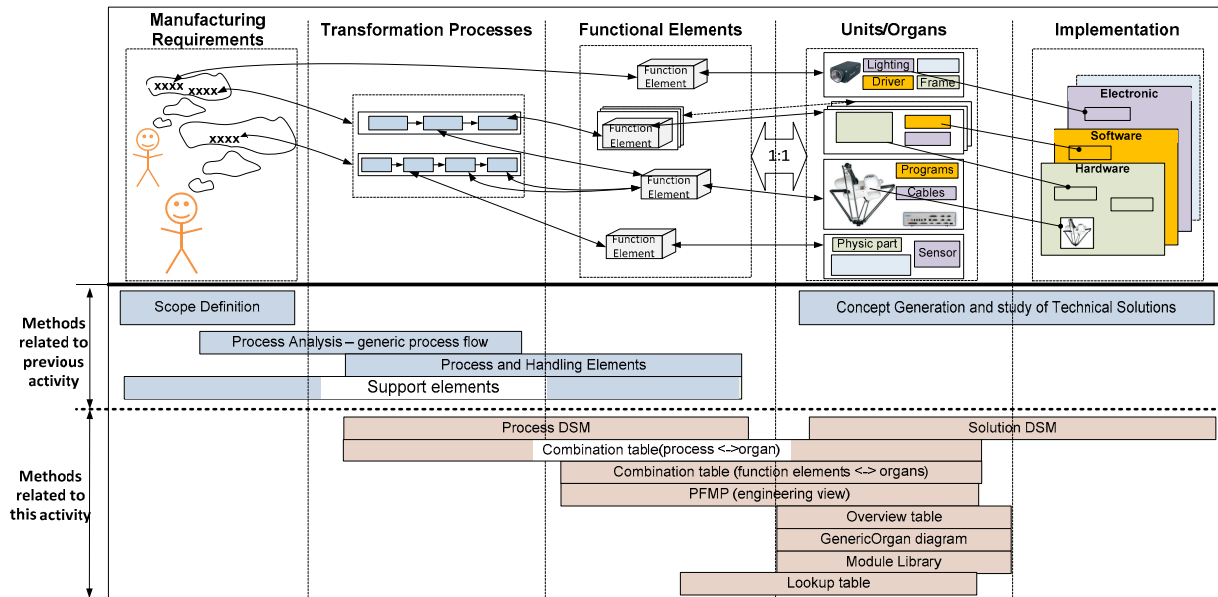 Manufacturing
Requirements
Transformation Processes
Functional Elements
Units/Organs
Implementation
xxxx
xxxx
xxxx
Function
Element
Function
Element
Function
Element
Function
Element
1:1
Lighting
Driver
Frame
Programs
Cables
Physic part
Sensor
Electronic
Software
Hardware
Methods
related to
previous
activity
Scope Definition
Concept Generation and study of Technical Solutions
Process Analysis – generic process flow
Process and Handling Elements
Support elements
Methods
related to
this activity
Process DSM
Solution DSM
Combination table(process <->organ)
Combination table (function elements <-> organs)
PFMP (engineering view)
Overview table
GenericOrgan diagram
Module Library
Lookup table